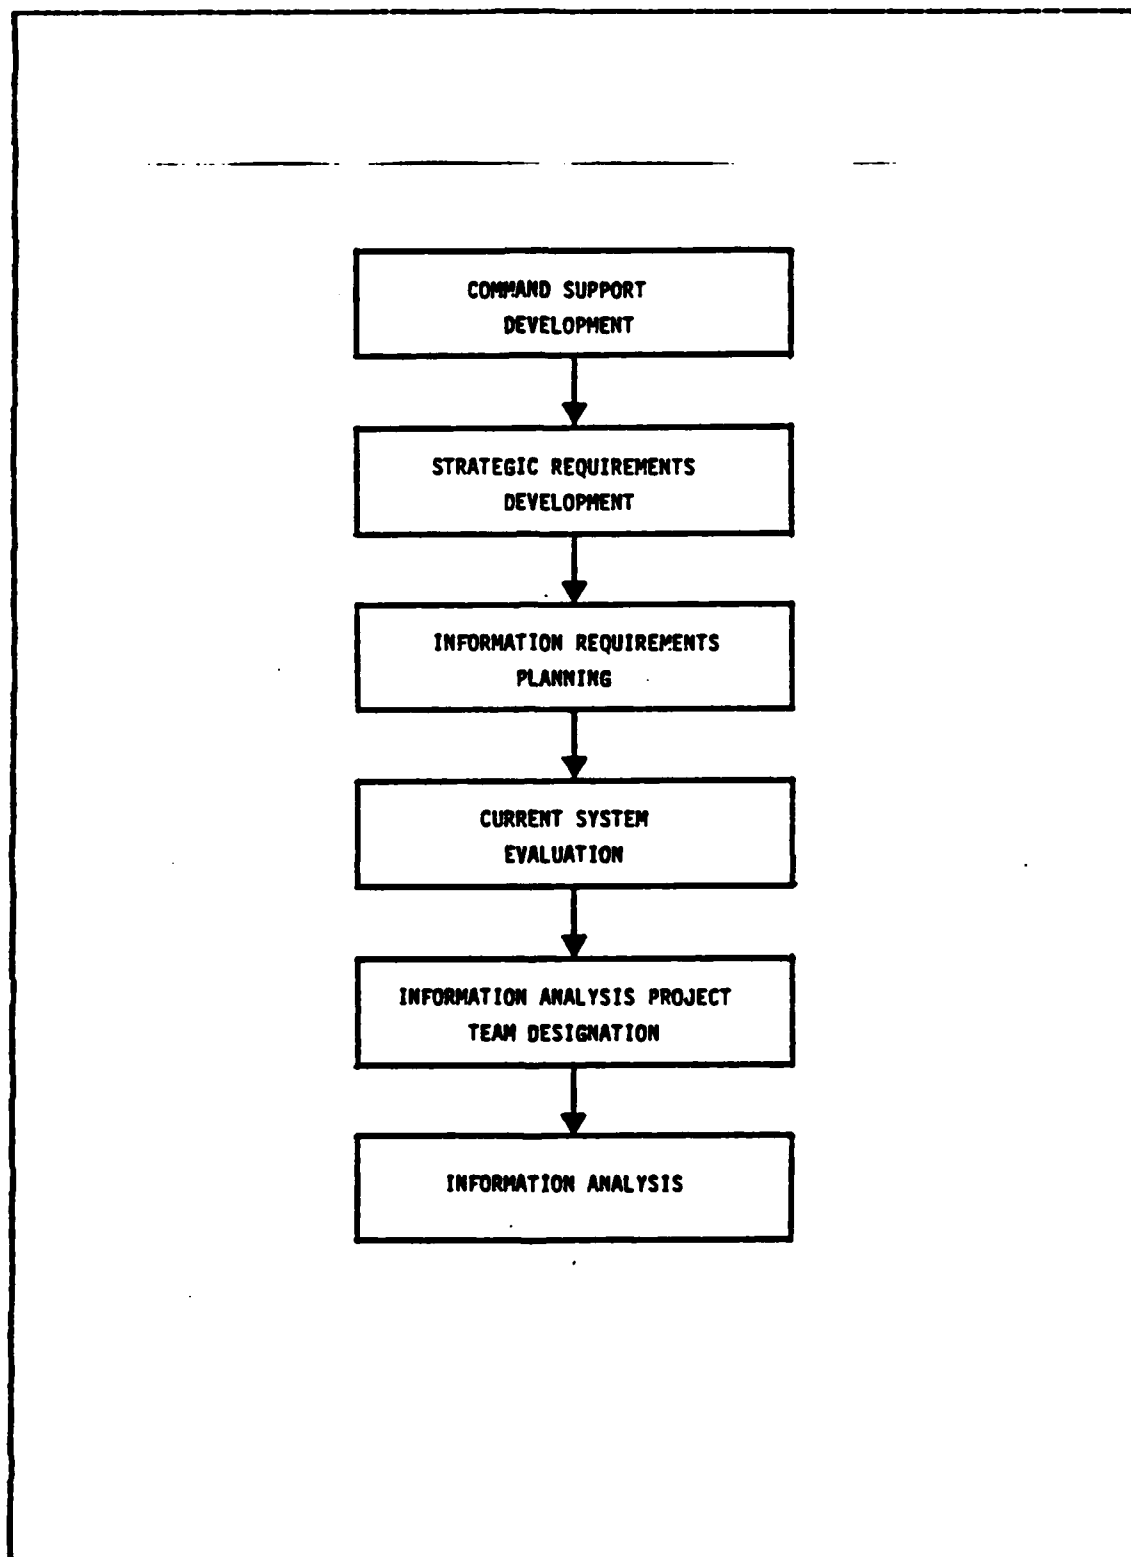 COMMAND SUPPORT
DEVELOPMENT
STRATEGIC REQUIREMENTS
DEVELOPMENT
INFORMATION REQUIREMENTS
PLANNING
CURRENT SYSTEM
EVALUATION
INFORMATION ANALYSIS PROJECT
TEAM DESIGNATION
INFORMATION ANALYSIS